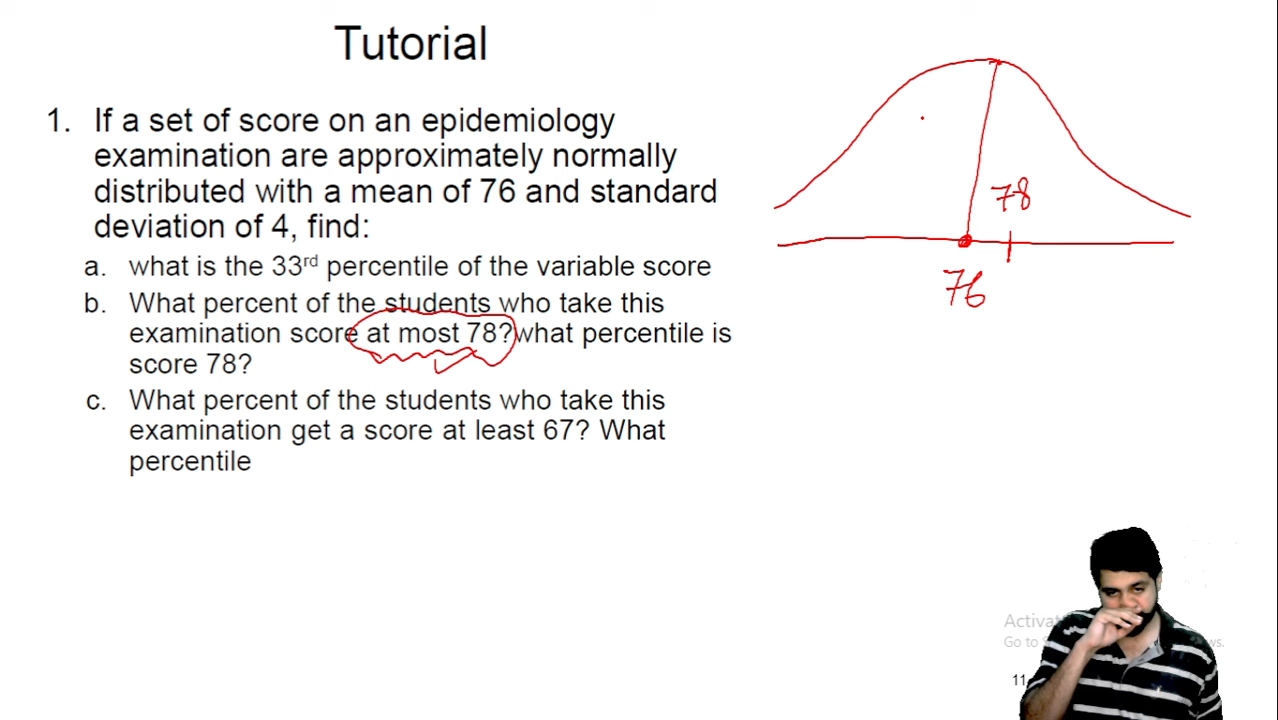 Tutorial
1. If a set of score on an epidemiology
examination are approximately normally
distributed with a mean of 76 and standard
deviation of 4, find:
a. what is the 33rd percentile of the variable score
b. What percent of the students who take this
examination score at most 78? what percentile is
score 78?
c. What percent of the students who take this
examination get a score at least 67? What
percentile
78
76
Go to
11